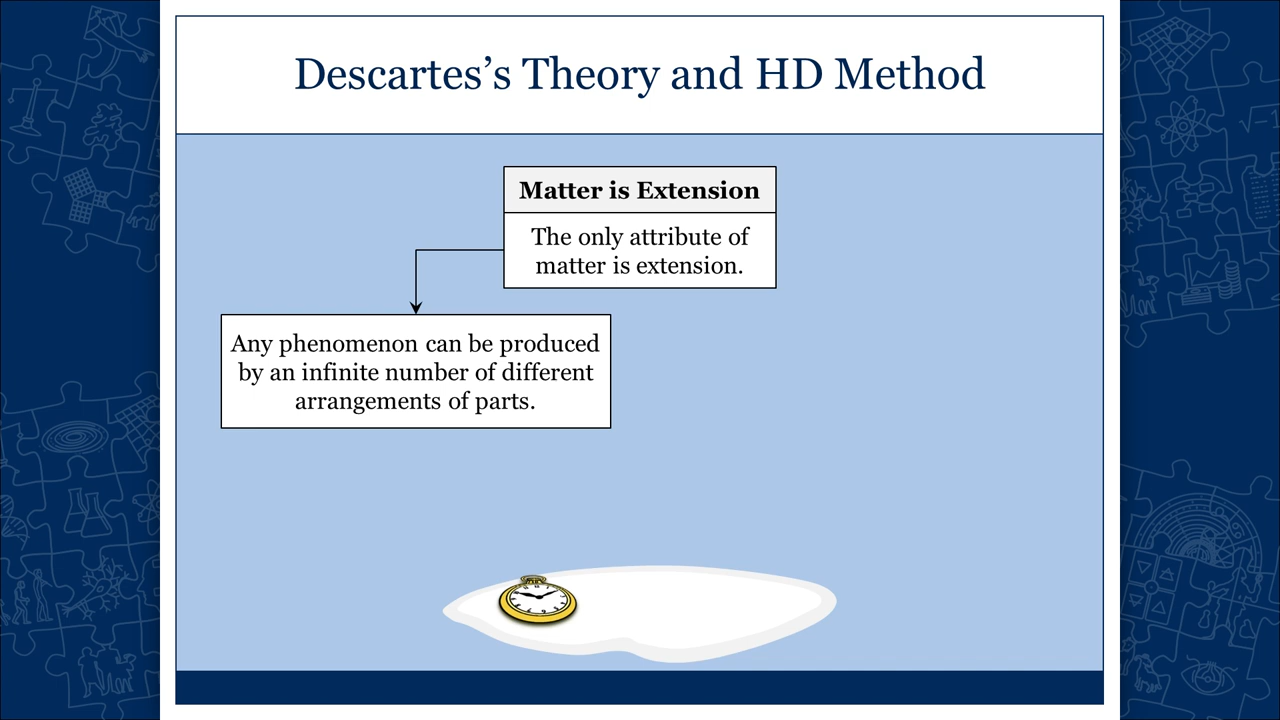 Descartes’s Theory and HD Method
Matter is Extension
The only attribute of
matter is extension.
Any phenomenon can be produced
by an infinite number of different
arrangements of parts.